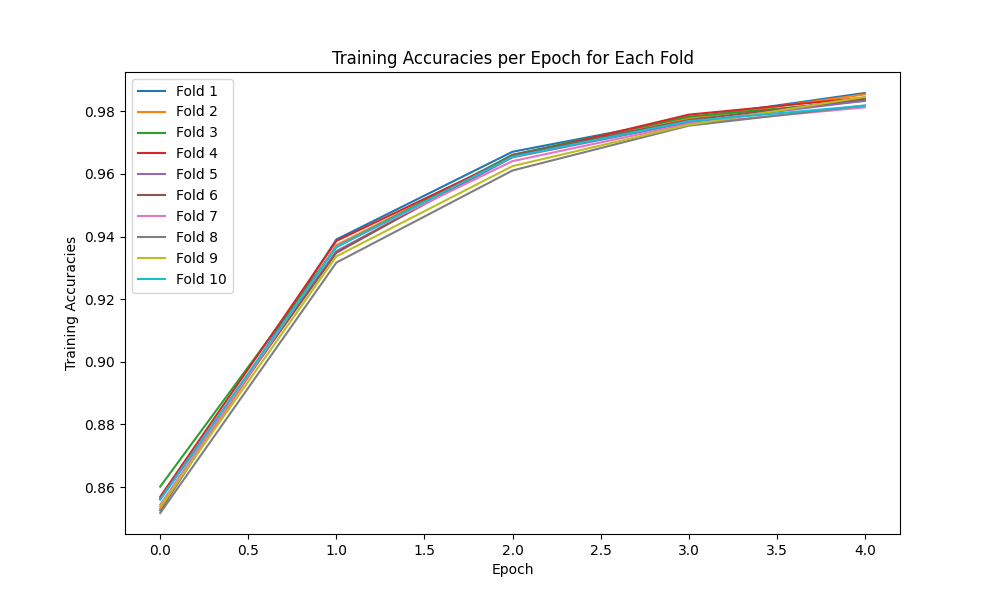 Training Accuracies per Epoch for Each Fold
Training Accuracies
0.98
0.96
0.94
0.92
0.90
0.88
0.86
Fold 1
Fold 2
Fold 3
Fold 4
Fold 5
Fold 6
Fold 7
Fold 8
Fold 9
Fold 10
0.0 0.5 1.0 1.5 2.0 2.5 3.0 3.5 4.0
Epoch